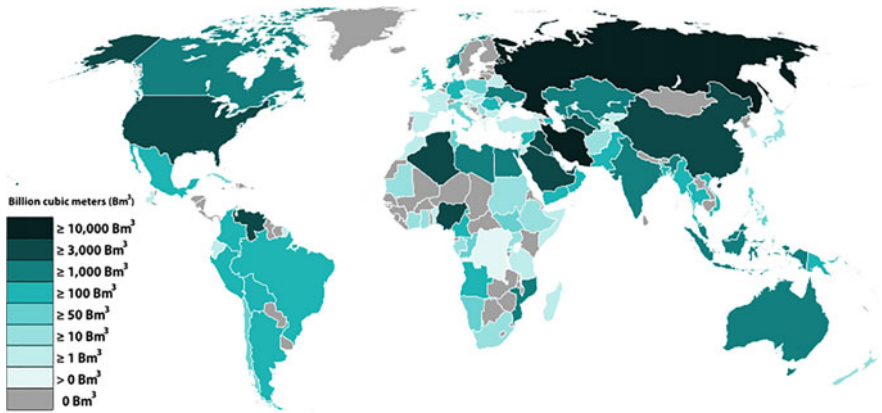 Billion cubic meters (Bm³)
≥ 10,000 Bm³
≥ 3,000 Bm³
≥ 1,000 Bm³
≥ 100 Bm³
≥ 50 Bm³
≥ 10 Bm³
≥ 1 Bm³
> 0 Bm³
0 Bm³